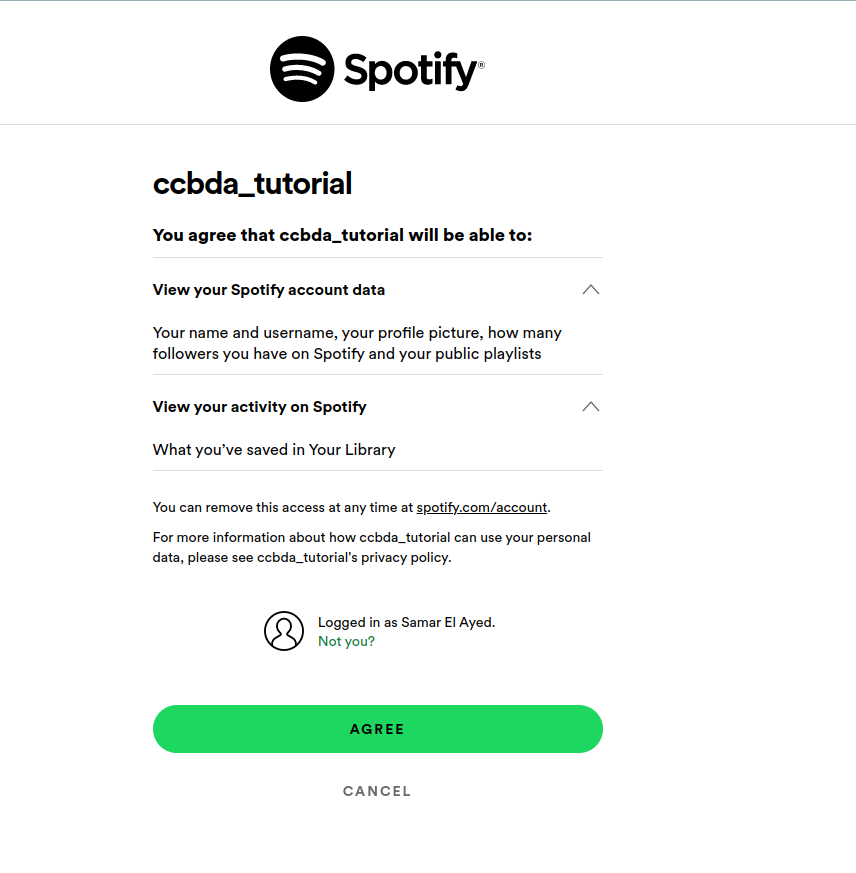 Spotify®
ccbda_tutorial
You agree that ccbda_tutorial will be able to:
View your Spotify account data
Your name and username, your profile picture, how many
followers you have on Spotify and your public playlists
View your activity on Spotify
What you’ve saved in Your Library
You can remove this access at any time at spotify.com/account.
For more information about how ccbda_tutorial can use your personal
data, please see ccbda_tutorial's privacy policy.
Logged in as Samar El Ayed.
Not you?
AGREE
CANCEL